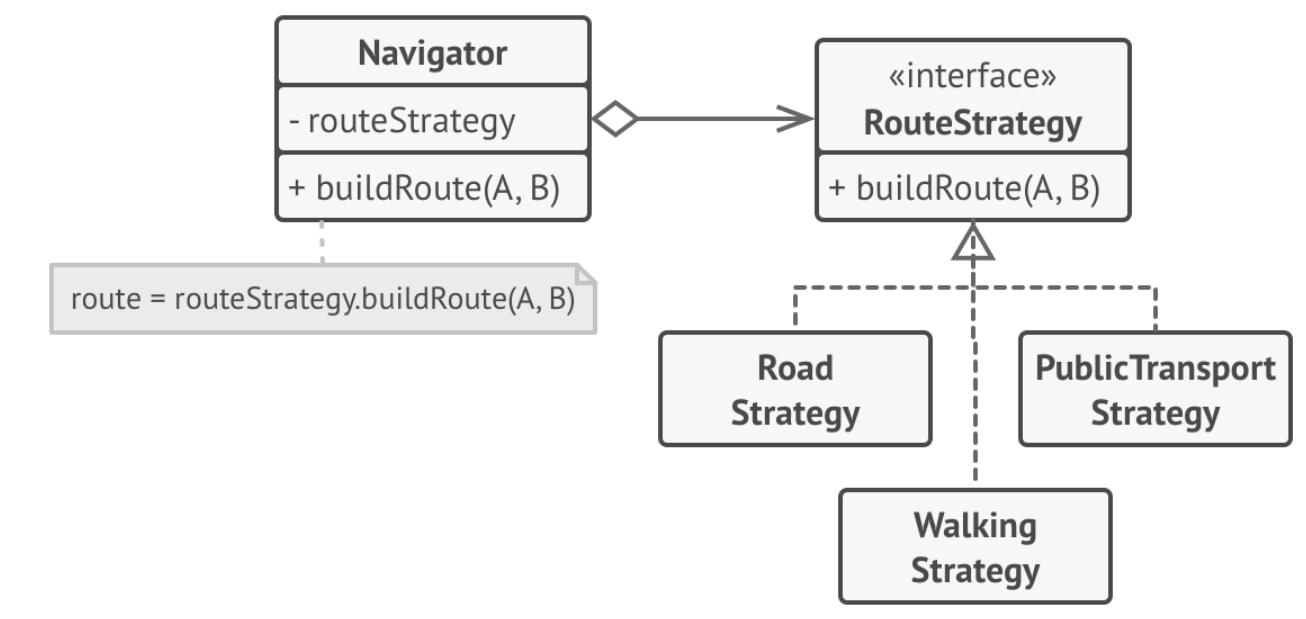 Navigator
- routeStrategy
+ buildRoute(A, B)
route = routeStrategy.buildRoute(A, B)
«interface»
RouteStrategy
+ buildRoute(A, B)
Road
Strategy
PublicTransport
Strategy
Walking
Strategy